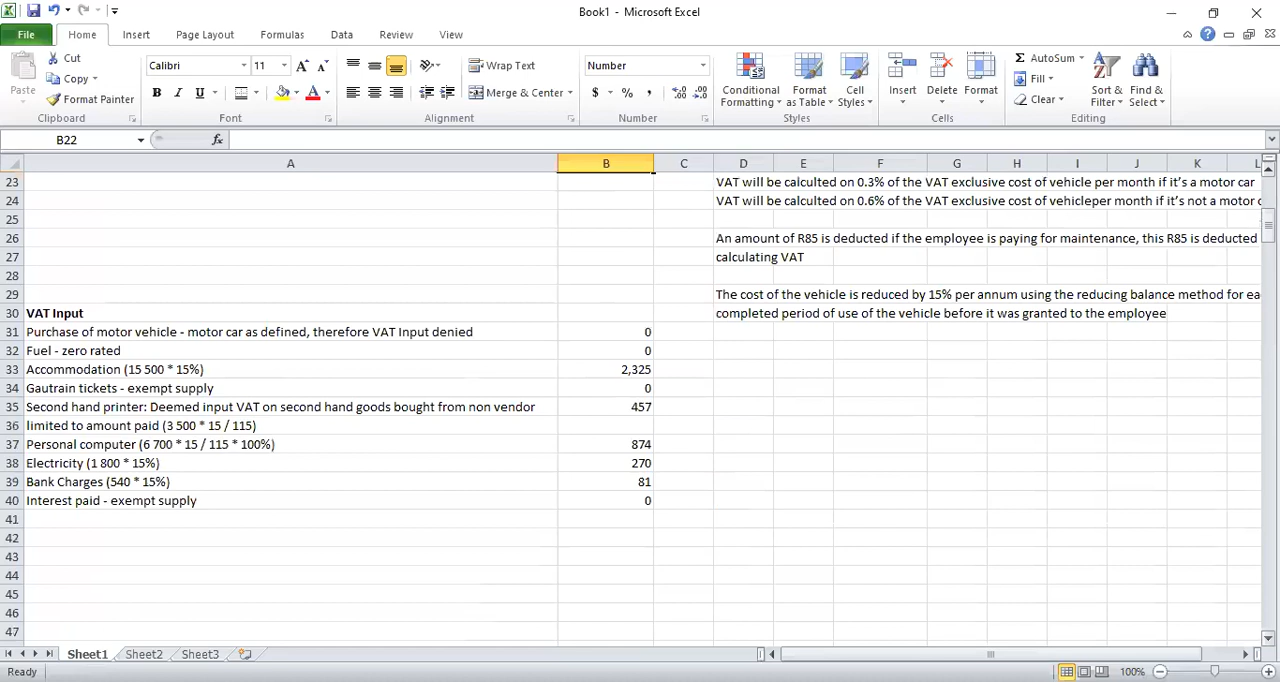 Book1 - Microsoft Excel
File Home Insert Page Layout Formulas Data Review View
Paste
Cut
Copy
Format Painter
Clipboard
Calibri 11
B I U A
Font
Wrap Text
Merge & Center
Alignment
Number
$ % ,
Number
Conditional Formatting
Format as Table
Cell Styles
Styles
Insert Delete Format
Cells
Σ AutoSum
Fill
Clear
Sort & Filter
Find & Select
Editing
B22 fx
A B C D E F G H I J K L
23 VAT will be calculted on 0.3% of the VAT exclusive cost of vehicle per month if it's a motor car
24 VAT will be calculted on 0.6% of the VAT exclusive cost of vehicleper month if it's not a motor c
25
26 An amount of R85 is deducted if the employee is paying for maintenance, this R85 is deducted
27 calculating VAT
28
29 The cost of the vehicle is reduced by 15% per annum using the reducing balance method for ea
30 VAT Input completed period of use of the vehicle before it was granted to the employee
31 Purchase of motor vehicle - motor car as defined, therefore VAT Input denied 0
32 Fuel - zero rated 0
33 Accommodation (15 500 * 15%) 2,325
34 Gautrain tickets - exempt supply 0
35 Second hand printer: Deemed input VAT on second hand goods bought from non vendor 457
36 limited to amount paid (3 500 * 15 / 115)
37 Personal computer (6 700 * 15 / 115 * 100%) 874
38 Electricity (1 800 * 15%) 270
39 Bank Charges (540 * 15%) 81
40 Interest paid - exempt supply 0
41
42
43
44
45
46
47
Sheet1 Sheet2 Sheet3
Ready 100%